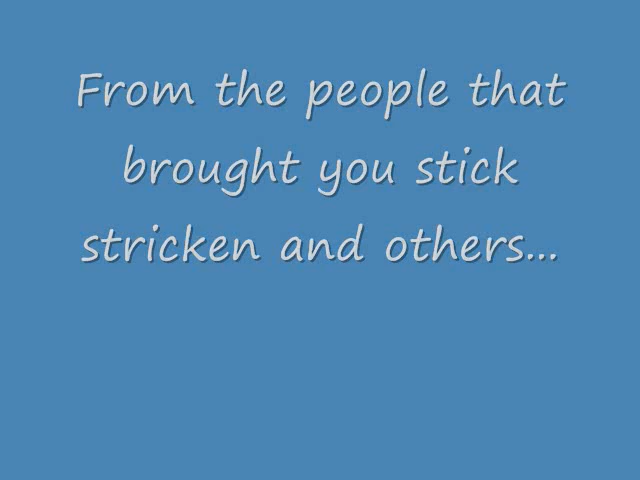 From the people that
brought you stick
stricken and others...